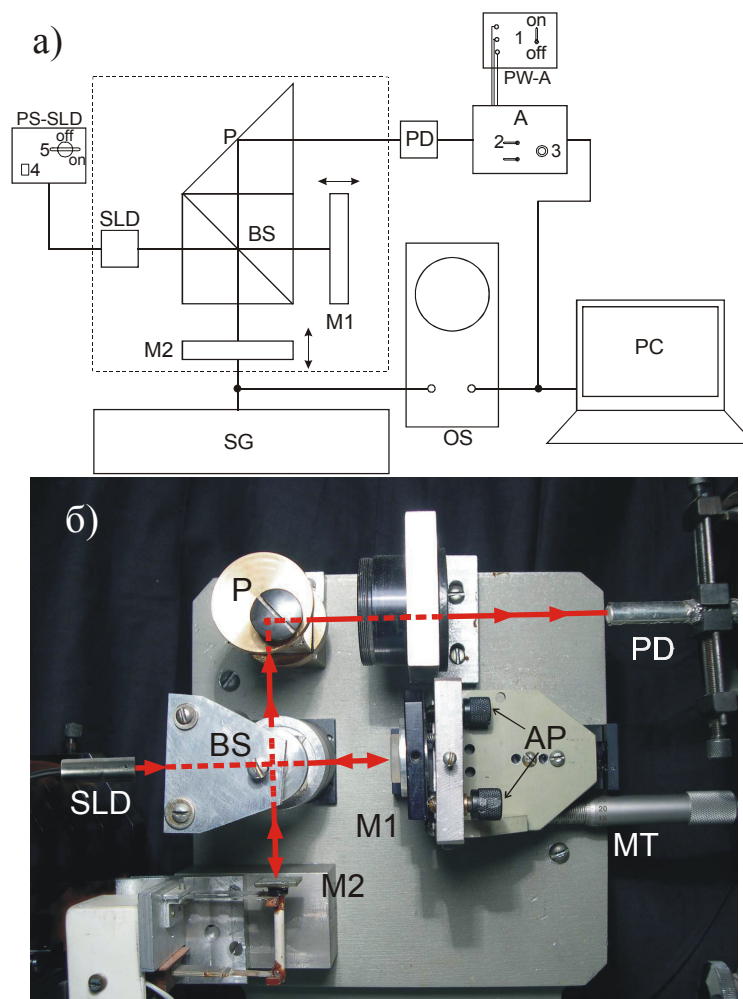 а)
on
1
off
PW-A
PS-SLD
off
5
on
4
P
PD
A
2
3
SLD
BS
M1
M2
PC
SG
OS
б)
P
PD
BS
AP
SLD
M1
MT
M2
20